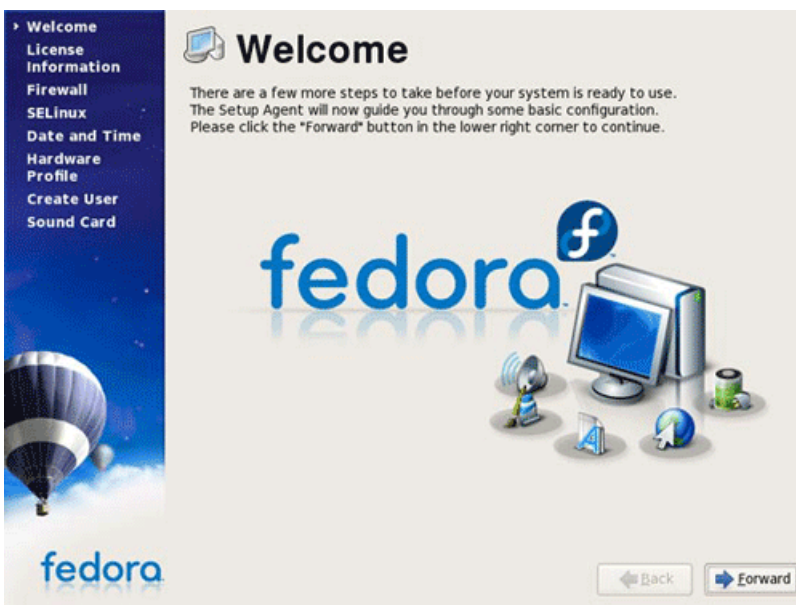 Welcome
License
Information
Firewall
SELinux
Date and Time
Hardware
Profile
Create User
Sound Card
fedora
Welcome
There are a few more steps to take before your system is ready to use.
The Setup Agent will now guide you through some basic configuration.
Please click the "Forward" button in the lower right corner to continue.
fedora
Back
Forward